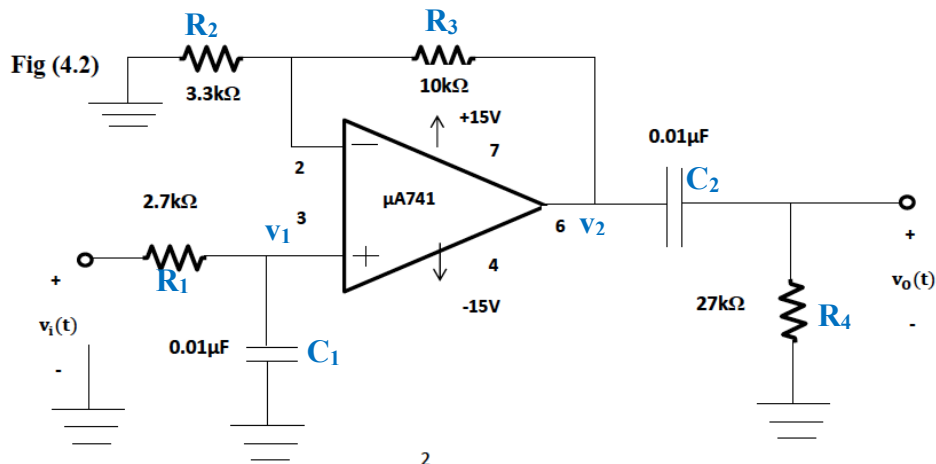 R₂
R₃
Fig (4.2)
3.3kΩ
10kΩ
+15V
0.01µF
7
C₂
2
2.7kΩ
µA741
3
v₁
6
v₂
+
R₁
4
+
+
-15V
27kΩ
R₄
vₒ(t)
vᵢ(t)
0.01µF
C₁
-
-
2